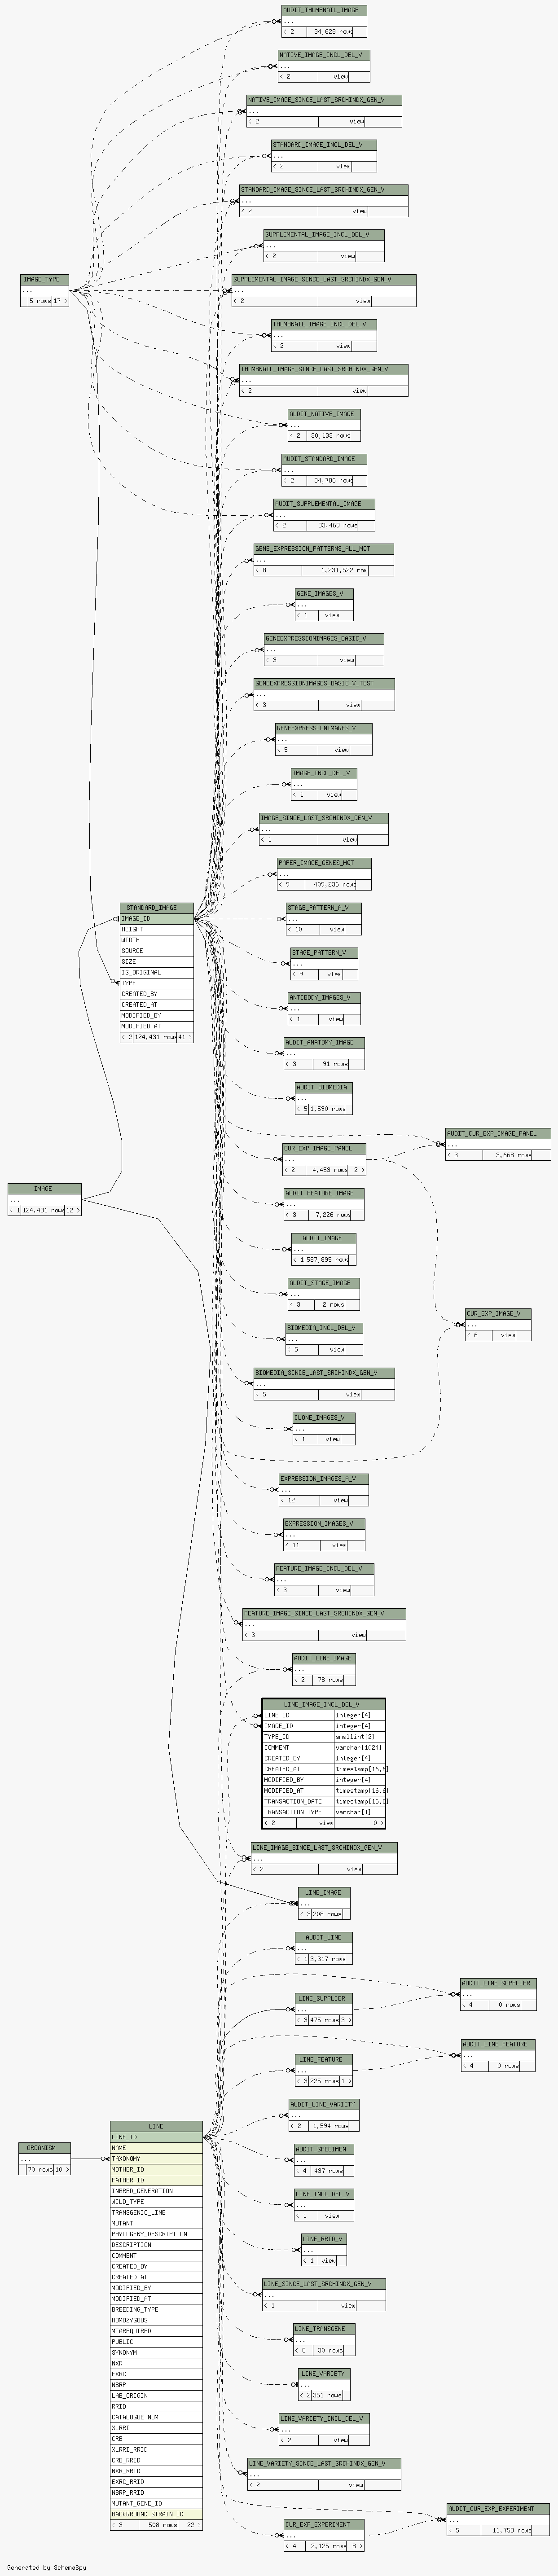 AUDIT_THUMBNAIL_IMAGE
...
< 2 34,628 rows
NATIVE_IMAGE_INCL_DEL_V
...
< 2 view
NATIVE_IMAGE_SINCE_LAST_SRCHINDX_GEN_V
...
< 2 view
STANDARD_IMAGE_INCL_DEL_V
...
< 2 view
STANDARD_IMAGE_SINCE_LAST_SRCHINDX_GEN_V
...
< 2 view
SUPPLEMENTAL_IMAGE_INCL_DEL_V
...
< 2 view
IMAGE_TYPE
...
5 rows 17 >
SUPPLEMENTAL_IMAGE_SINCE_LAST_SRCHINDX_GEN_V
...
< 2 view
THUMBNAIL_IMAGE_INCL_DEL_V
...
< 2 view
THUMBNAIL_IMAGE_SINCE_LAST_SRCHINDX_GEN_V
...
< 2 view
AUDIT_NATIVE_IMAGE
...
< 2 30,133 rows
AUDIT_STANDARD_IMAGE
...
< 2 34,786 rows
AUDIT_SUPPLEMENTAL_IMAGE
...
< 2 33,469 rows
GENE_EXPRESSION_PATTERNS_ALL_MQT
...
< 8 1,231,522 row
GENE_IMAGES_V
...
< 1 view
GENEEXPRESSIONIMAGES_BASIC_V
...
< 3 view
GENEEXPRESSIONIMAGES_BASIC_V_TEST
...
< 3 view
GENEEXPRESSIONIMAGES_V
...
< 5 view
IMAGE_INCL_DEL_V
...
< 1 view
IMAGE_SINCE_LAST_SRCHINDX_GEN_V
...
< 1 view
PAPER_IMAGE_GENES_MQT
...
< 9 409,236 rows
STANDARD_IMAGE
IMAGE_ID
HEIGHT
WIDTH
SOURCE
SIZE
IS_ORIGINAL
TYPE
CREATED_BY
CREATED_AT
MODIFIED_BY
MODIFIED_AT
< 2 124,431 rows 41 >
STAGE_PATTERN_A_V
...
< 10 view
STAGE_PATTERN_V
...
< 9 view
ANTIBODY_IMAGES_V
...
< 1 view
AUDIT_ANATOMY_IMAGE
...
< 3 91 rows
AUDIT_BIOMEDIA
...
< 5 1,590 rows
AUDIT_CUR_EXP_IMAGE_PANEL
...
< 3 3,668 rows
CUR_EXP_IMAGE_PANEL
...
< 2 4,453 rows 2 >
IMAGE
...
< 1 124,431 rows 12 >
AUDIT_FEATURE_IMAGE
...
< 3 7,226 rows
AUDIT_IMAGE
...
< 1 587,895 rows
AUDIT_STAGE_IMAGE
...
< 3 2 rows
CUR_EXP_IMAGE_V
...
< 6 view
BIOMEDIA_INCL_DEL_V
...
< 5 view
BIOMEDIA_SINCE_LAST_SRCHINDX_GEN_V
...
< 5 view
CLONE_IMAGES_V
...
< 1 view
EXPRESSION_IMAGES_A_V
...
< 12 view
EXPRESSION_IMAGES_V
...
< 11 view
FEATURE_IMAGE_INCL_DEL_V
...
< 3 view
FEATURE_IMAGE_SINCE_LAST_SRCHINDX_GEN_V
...
< 3 view
AUDIT_LINE_IMAGE
...
< 2 78 rows
LINE_IMAGE_INCL_DEL_V
LINE_ID integer[4]
IMAGE_ID integer[4]
TYPE_ID smallint[2]
COMMENT varchar[1024]
CREATED_BY integer[4]
CREATED_AT timestamp[16,6]
MODIFIED_BY integer[4]
MODIFIED_AT timestamp[16,6]
TRANSACTION_DATE timestamp[16,6]
TRANSACTION_TYPE varchar[1]
< 2 view 0 >
LINE_IMAGE_SINCE_LAST_SRCHINDX_GEN_V
...
< 2 view
LINE_IMAGE
...
< 3 208 rows
AUDIT_LINE
...
< 1 3,317 rows
AUDIT_LINE_SUPPLIER
...
< 4 0 rows
LINE_SUPPLIER
...
< 3 475 rows 3 >
AUDIT_LINE_FEATURE
...
< 4 0 rows
LINE_FEATURE
...
< 3 225 rows 1 >
AUDIT_LINE_VARIETY
...
< 2 1,594 rows
ORGANISM
...
70 rows 10 >
LINE
LINE_ID
NAME
TAXONOMY
MOTHER_ID
FATHER_ID
INBRED_GENERATION
WILD_TYPE
TRANSGENIC_LINE
MUTANT
PHYLOGENY_DESCRIPTION
DESCRIPTION
COMMENT
CREATED_BY
CREATED_AT
MODIFIED_BY
MODIFIED_AT
BREEDING_TYPE
HOMOZYGOUS
MTAREQUIRED
PUBLIC
SYNONYM
NXR
EXRC
NBRP
LAB_ORIGIN
RRID
CATALOGUE_NUM
XLRRI
CRB
XLRRI_RRID
CRB_RRID
NXR_RRID
EXRC_RRID
NBRP_RRID
MUTANT_GENE_ID
BACKGROUND_STRAIN_ID
< 3 508 rows 22 >
AUDIT_SPECIMEN
...
< 4 437 rows
LINE_INCL_DEL_V
...
< 1 view
LINE_RRID_V
...
< 1 view
LINE_SINCE_LAST_SRCHINDX_GEN_V
...
< 1 view
LINE_TRANSGENE
...
< 8 30 rows
LINE_VARIETY
...
< 2 351 rows
LINE_VARIETY_INCL_DEL_V
...
< 2 view
LINE_VARIETY_SINCE_LAST_SRCHINDX_GEN_V
...
< 2 view
AUDIT_CUR_EXP_EXPERIMENT
...
< 5 11,758 rows
CUR_EXP_EXPERIMENT
...
< 4 2,125 rows 8 >
Generated by SchemaSpy